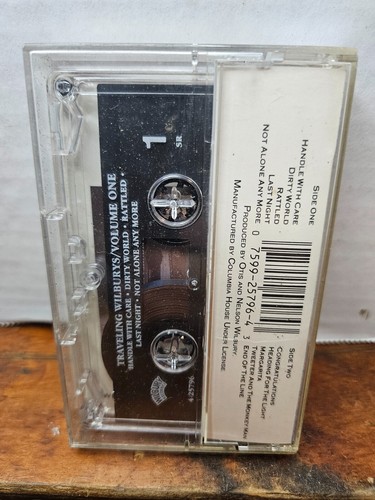 1
SR
TRAVELING WILBURYS/VOLUME ONE
HANDLE WITH CARE • DIRTY WORLD • RATTLED •
LAST NIGHT • NOT ALONE ANY MORE
SIDE ONE
HANDLE WITH CARE
DIRTY WORLD
RATTLED
LAST NIGHT
NOT ALONE ANY MORE
0 7599-25796-4 3
SIDE TWO
CONGRATULATIONS
HEADING FOR THE LIGHT
MARGARITA
TWEETER AND THE MONKEY MAN
END OF THE LINE
PRODUCED BY OTIS AND NELSON WILBURY.
MANUFACTURED BY COLUMBIA HOUSE UNDER LICENSE